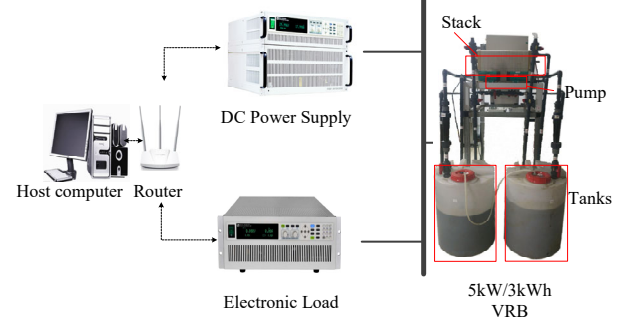 Stack
Pump
DC Power Supply
Host computer Router
Tanks
Electronic Load
5kW/3kWh
VRB